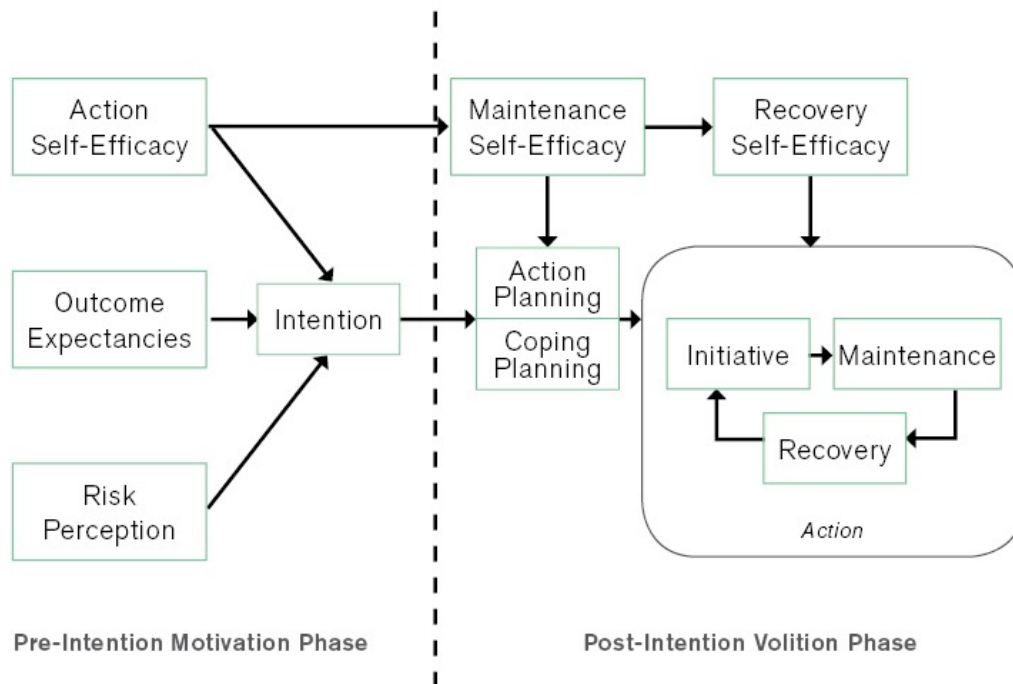 Action
Self-Efficacy
Maintenance
Self-Efficacy
Recovery
Self-Efficacy
Outcome
Expectancies
Intention
Action
Planning
Coping
Planning
Initiative
Maintenance
Recovery
Action
Risk
Perception
Pre-Intention Motivation Phase
Post-Intention Volition Phase